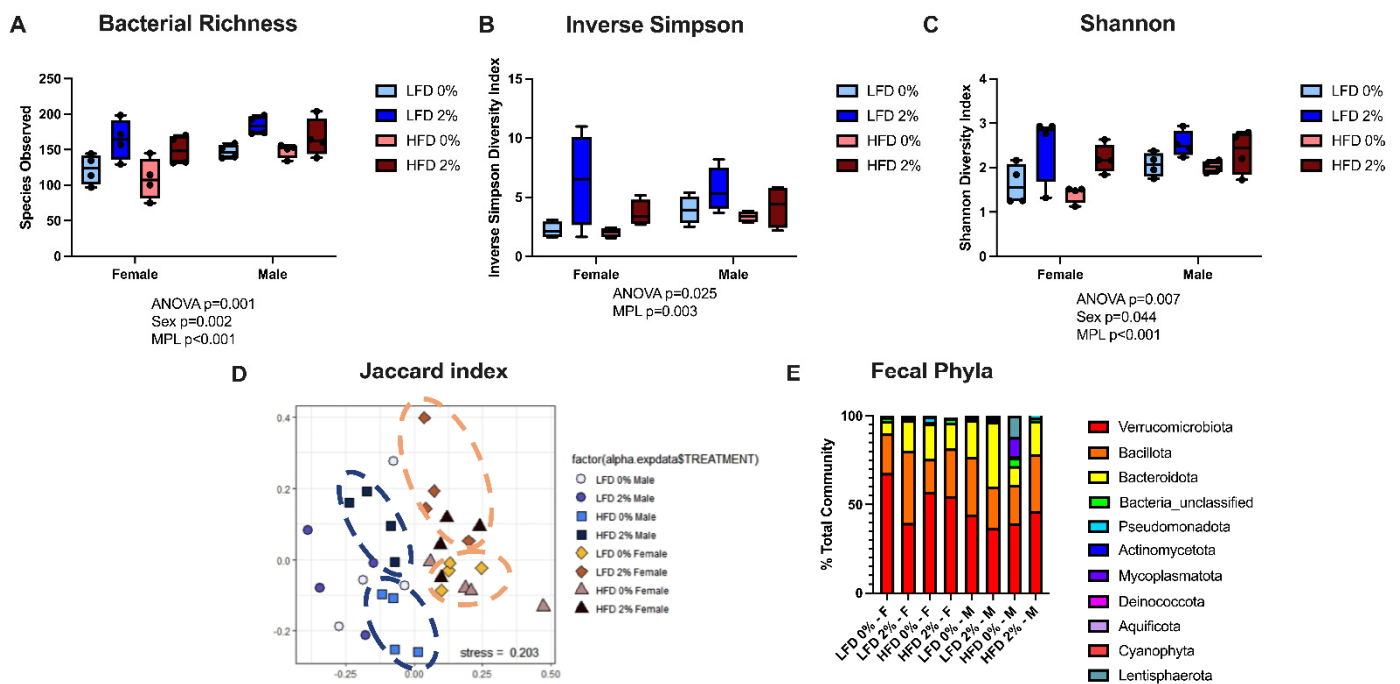 A
Bacterial Richness
Species Observed
250
200
150
100
50
0
Female
Male
LFD 0%
LFD 2%
HFD 0%
HFD 2%
ANOVA p=0.001
Sex p=0.002
MPL p<0.001
B
Inverse Simpson
Inverse Simpson Diversity Index
15
10
5
0
Female
Male
LFD 0%
LFD 2%
HFD 0%
HFD 2%
ANOVA p=0.025
MPL p=0.003
C
Shannon
Shannon Diversity Index
4
3
2
1
0
Female
Male
LFD 0%
LFD 2%
HFD 0%
HFD 2%
ANOVA p=0.007
Sex p=0.044
MPL p<0.001
D
Jaccard index
0.4
0.2
0.0
-0.2
-0.25
0.00
0.25
0.50
stress = 0.203
factor(alpha.expdata$TREATMENT)
LFD 0% Male
LFD 2% Male
HFD 0% Male
HFD 2% Male
LFD 0% Female
LFD 2% Female
HFD 0% Female
HFD 2% Female
E
Fecal Phyla
% Total Community
100
50
0
LFD 0% - F
LFD 2% - F
HFD 0% - F
HFD 2% - F
LFD 0% - M
LFD 2% - M
HFD 0% - M
HFD 2% - M
Verrucomicrobiota
Bacillota
Bacteroidota
Bacteria_unclassified
Pseudomonadota
Actinomycetota
Mycoplasmatota
Deinococcota
Aquificota
Cyanophyta
Lentisphaerota